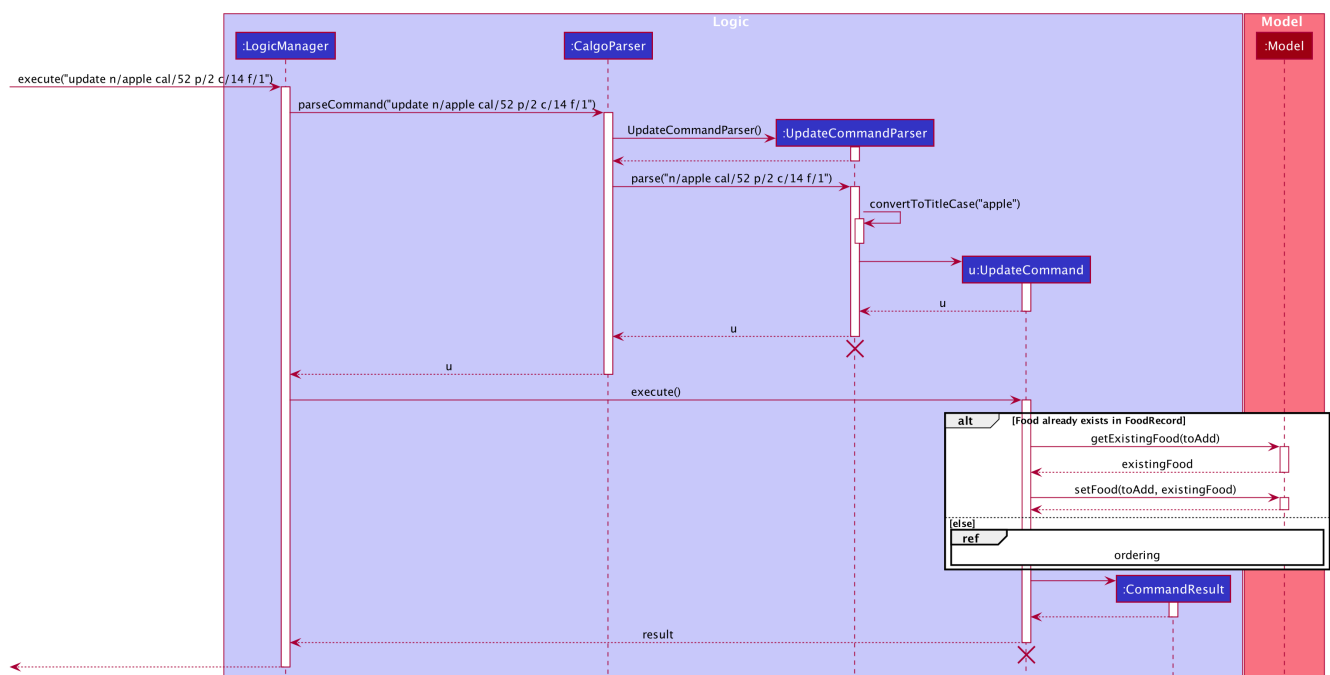 Logic
Model
:LogicManager
:CalgoParser
:Model
execute("update n/apple cal/52 p/2 c/14 f/1")
parseCommand("update n/apple cal/52 p/2 c/14 f/1")
UpdateCommandParser()
:UpdateCommandParser
parse("n/apple cal/52 p/2 c/14 f/1")
convertToTitleCase("apple")
u:UpdateCommand
u
u
u
execute()
alt
[Food already exists in FoodRecord]
getExistingFood(toAdd)
existingFood
setFood(toAdd, existingFood)
[else]
ref
ordering
:CommandResult
result